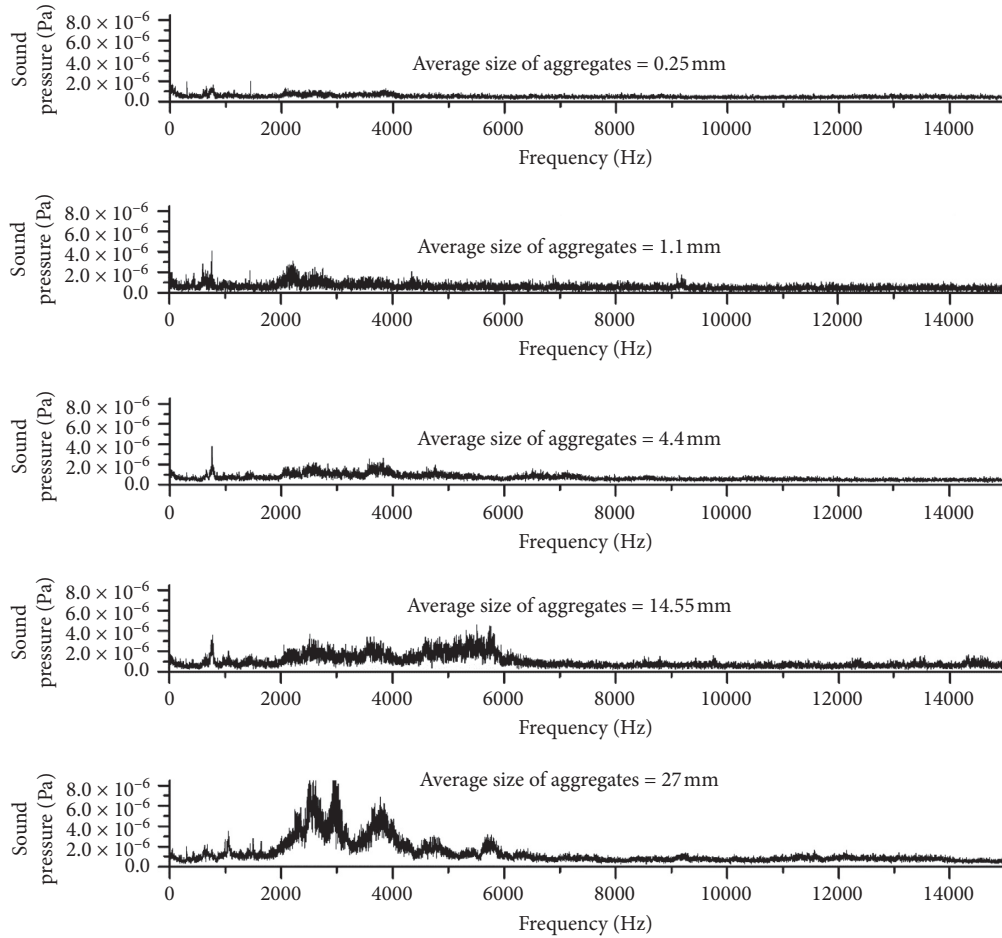 Sound
pressure (Pa)
8.0 × 10⁻⁶
6.0 × 10⁻⁶
4.0 × 10⁻⁶
2.0 × 10⁻⁶
0.0
Average size of aggregates = 0.25 mm
0 2000 4000 6000 8000 10000 12000 14000
Frequency (Hz)
Sound
pressure (Pa)
8.0 × 10⁻⁶
6.0 × 10⁻⁶
4.0 × 10⁻⁶
2.0 × 10⁻⁶
0.0
Average size of aggregates = 1.1 mm
0 2000 4000 6000 8000 10000 12000 14000
Frequency (Hz)
Sound
pressure (Pa)
8.0 × 10⁻⁶
6.0 × 10⁻⁶
4.0 × 10⁻⁶
2.0 × 10⁻⁶
0.0
Average size of aggregates = 4.4 mm
0 2000 4000 6000 8000 10000 12000 14000
Frequency (Hz)
Sound
pressure (Pa)
8.0 × 10⁻⁶
6.0 × 10⁻⁶
4.0 × 10⁻⁶
2.0 × 10⁻⁶
0.0
Average size of aggregates = 14.55 mm
0 2000 4000 6000 8000 10000 12000 14000
Frequency (Hz)
Sound
pressure (Pa)
8.0 × 10⁻⁶
6.0 × 10⁻⁶
4.0 × 10⁻⁶
2.0 × 10⁻⁶
0.0
Average size of aggregates = 27 mm
0 2000 4000 6000 8000 10000 12000 14000
Frequency (Hz)